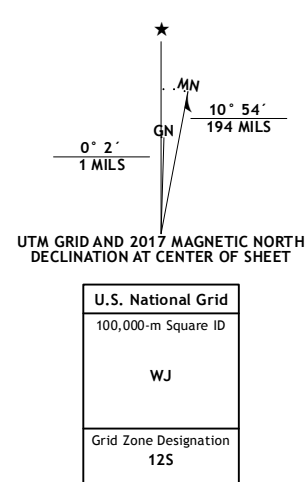 ★
MN
GN
10° 54´
194 MILS
0° 2´
1 MILS
UTM GRID AND 2017 MAGNETIC NORTH
DECLINATION AT CENTER OF SHEET
U.S. National Grid
100,000-m Square ID
WJ
Grid Zone Designation
12S